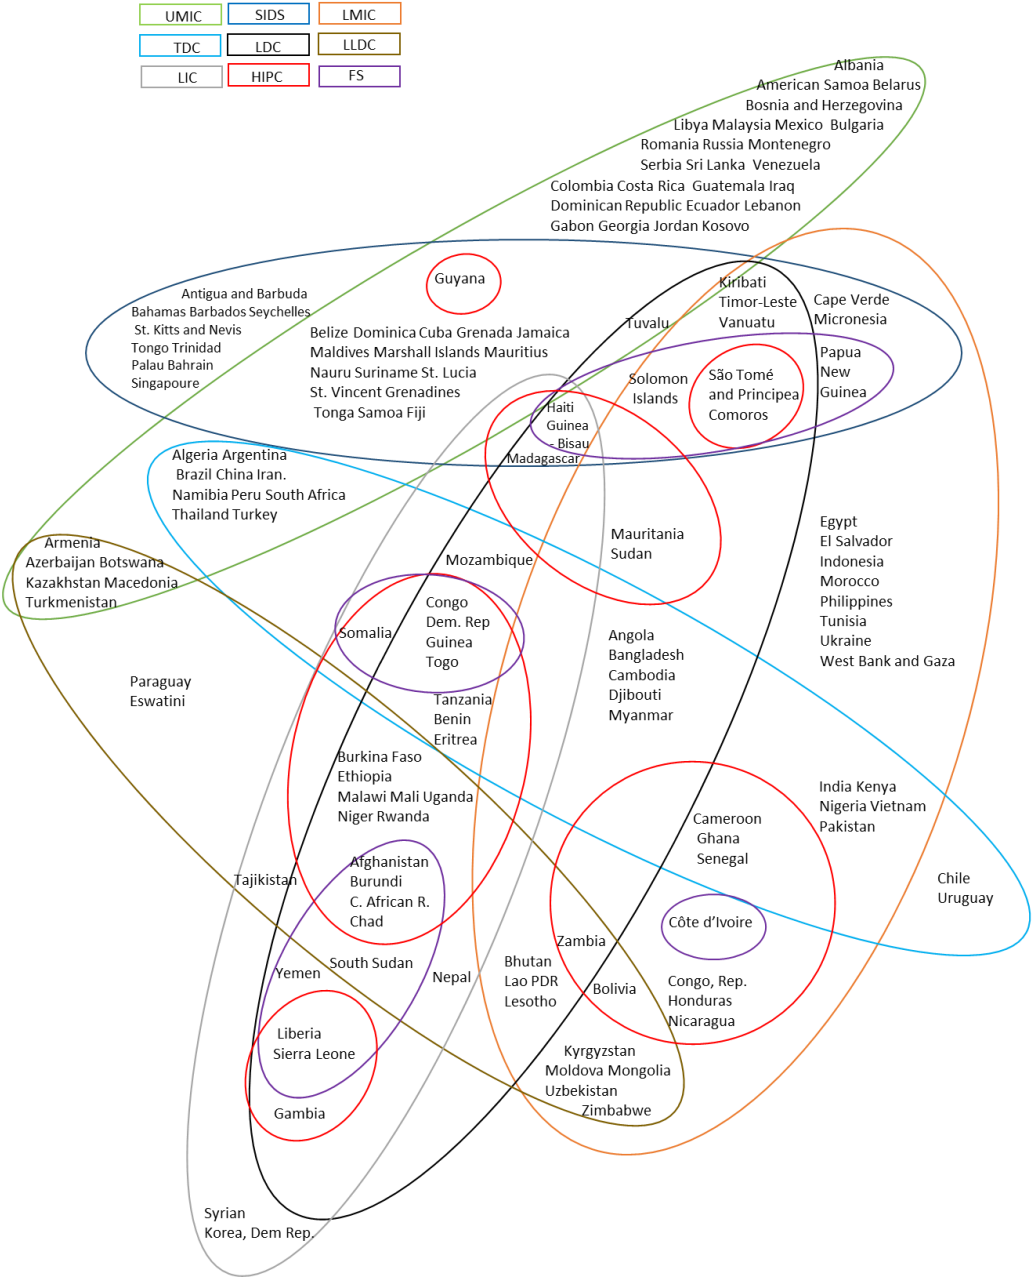 UMIC SIDS LMIC
TDC LDC LLDC
LIC HIPC FS
Albania
American Samoa Belarus
Bosnia and Herzegovina
Libya Malaysia Mexico Bulgaria
Romania Russia Montenegro
Serbia Sri Lanka Venezuela
Colombia Costa Rica Guatemala Iraq
Dominican Republic Ecuador Lebanon
Gabon Georgia Jordan Kosovo
Guyana
Antigua and Barbuda
Bahamas Barbados Seychelles
St. Kitts and Nevis
Tongo Trinidad
Palau Bahrain
Singapoure
Belize Dominica Cuba Grenada Jamaica
Maldives Marshall Islands Mauritius
Nauru Suriname St. Lucia
St. Vincent Grenadines
Tonga Samoa Fiji
Tuvalu
Kiribati
Timor-Leste
Vanuatu
Cape Verde
Micronesia
Solomon
Islands
São Tomé
and Principea
Comoros
Papua
New
Guinea
Haiti
Guinea
- Bisau
Madagascar
Algeria Argentina
Brazil China Iran.
Namibia Peru South Africa
Thailand Turkey
Armenia
Azerbaijan Botswana
Kazakhstan Macedonia
Turkmenistan
Mozambique
Mauritania
Sudan
Egypt
El Salvador
Indonesia
Morocco
Philippines
Tunisia
Ukraine
West Bank and Gaza
Somalia
Congo
Dem. Rep
Guinea
Togo
Angola
Bangladesh
Cambodia
Djibouti
Myanmar
Paraguay
Eswatini
Tanzania
Benin
Eritrea
Burkina Faso
Ethiopia
Malawi Mali Uganda
Niger Rwanda
India Kenya
Nigeria Vietnam
Pakistan
Cameroon
Ghana
Senegal
Tajikistan
Afghanistan
Burundi
C. African R.
Chad
Chile
Uruguay
Côte d’Ivoire
Zambia
South Sudan
Yemen
Nepal
Bhutan
Lao PDR
Lesotho
Bolivia
Congo, Rep.
Honduras
Nicaragua
Liberia
Sierra Leone
Kyrgyzstan
Moldova Mongolia
Uzbekistan
Zimbabwe
Gambia
Syrian
Korea, Dem Rep.